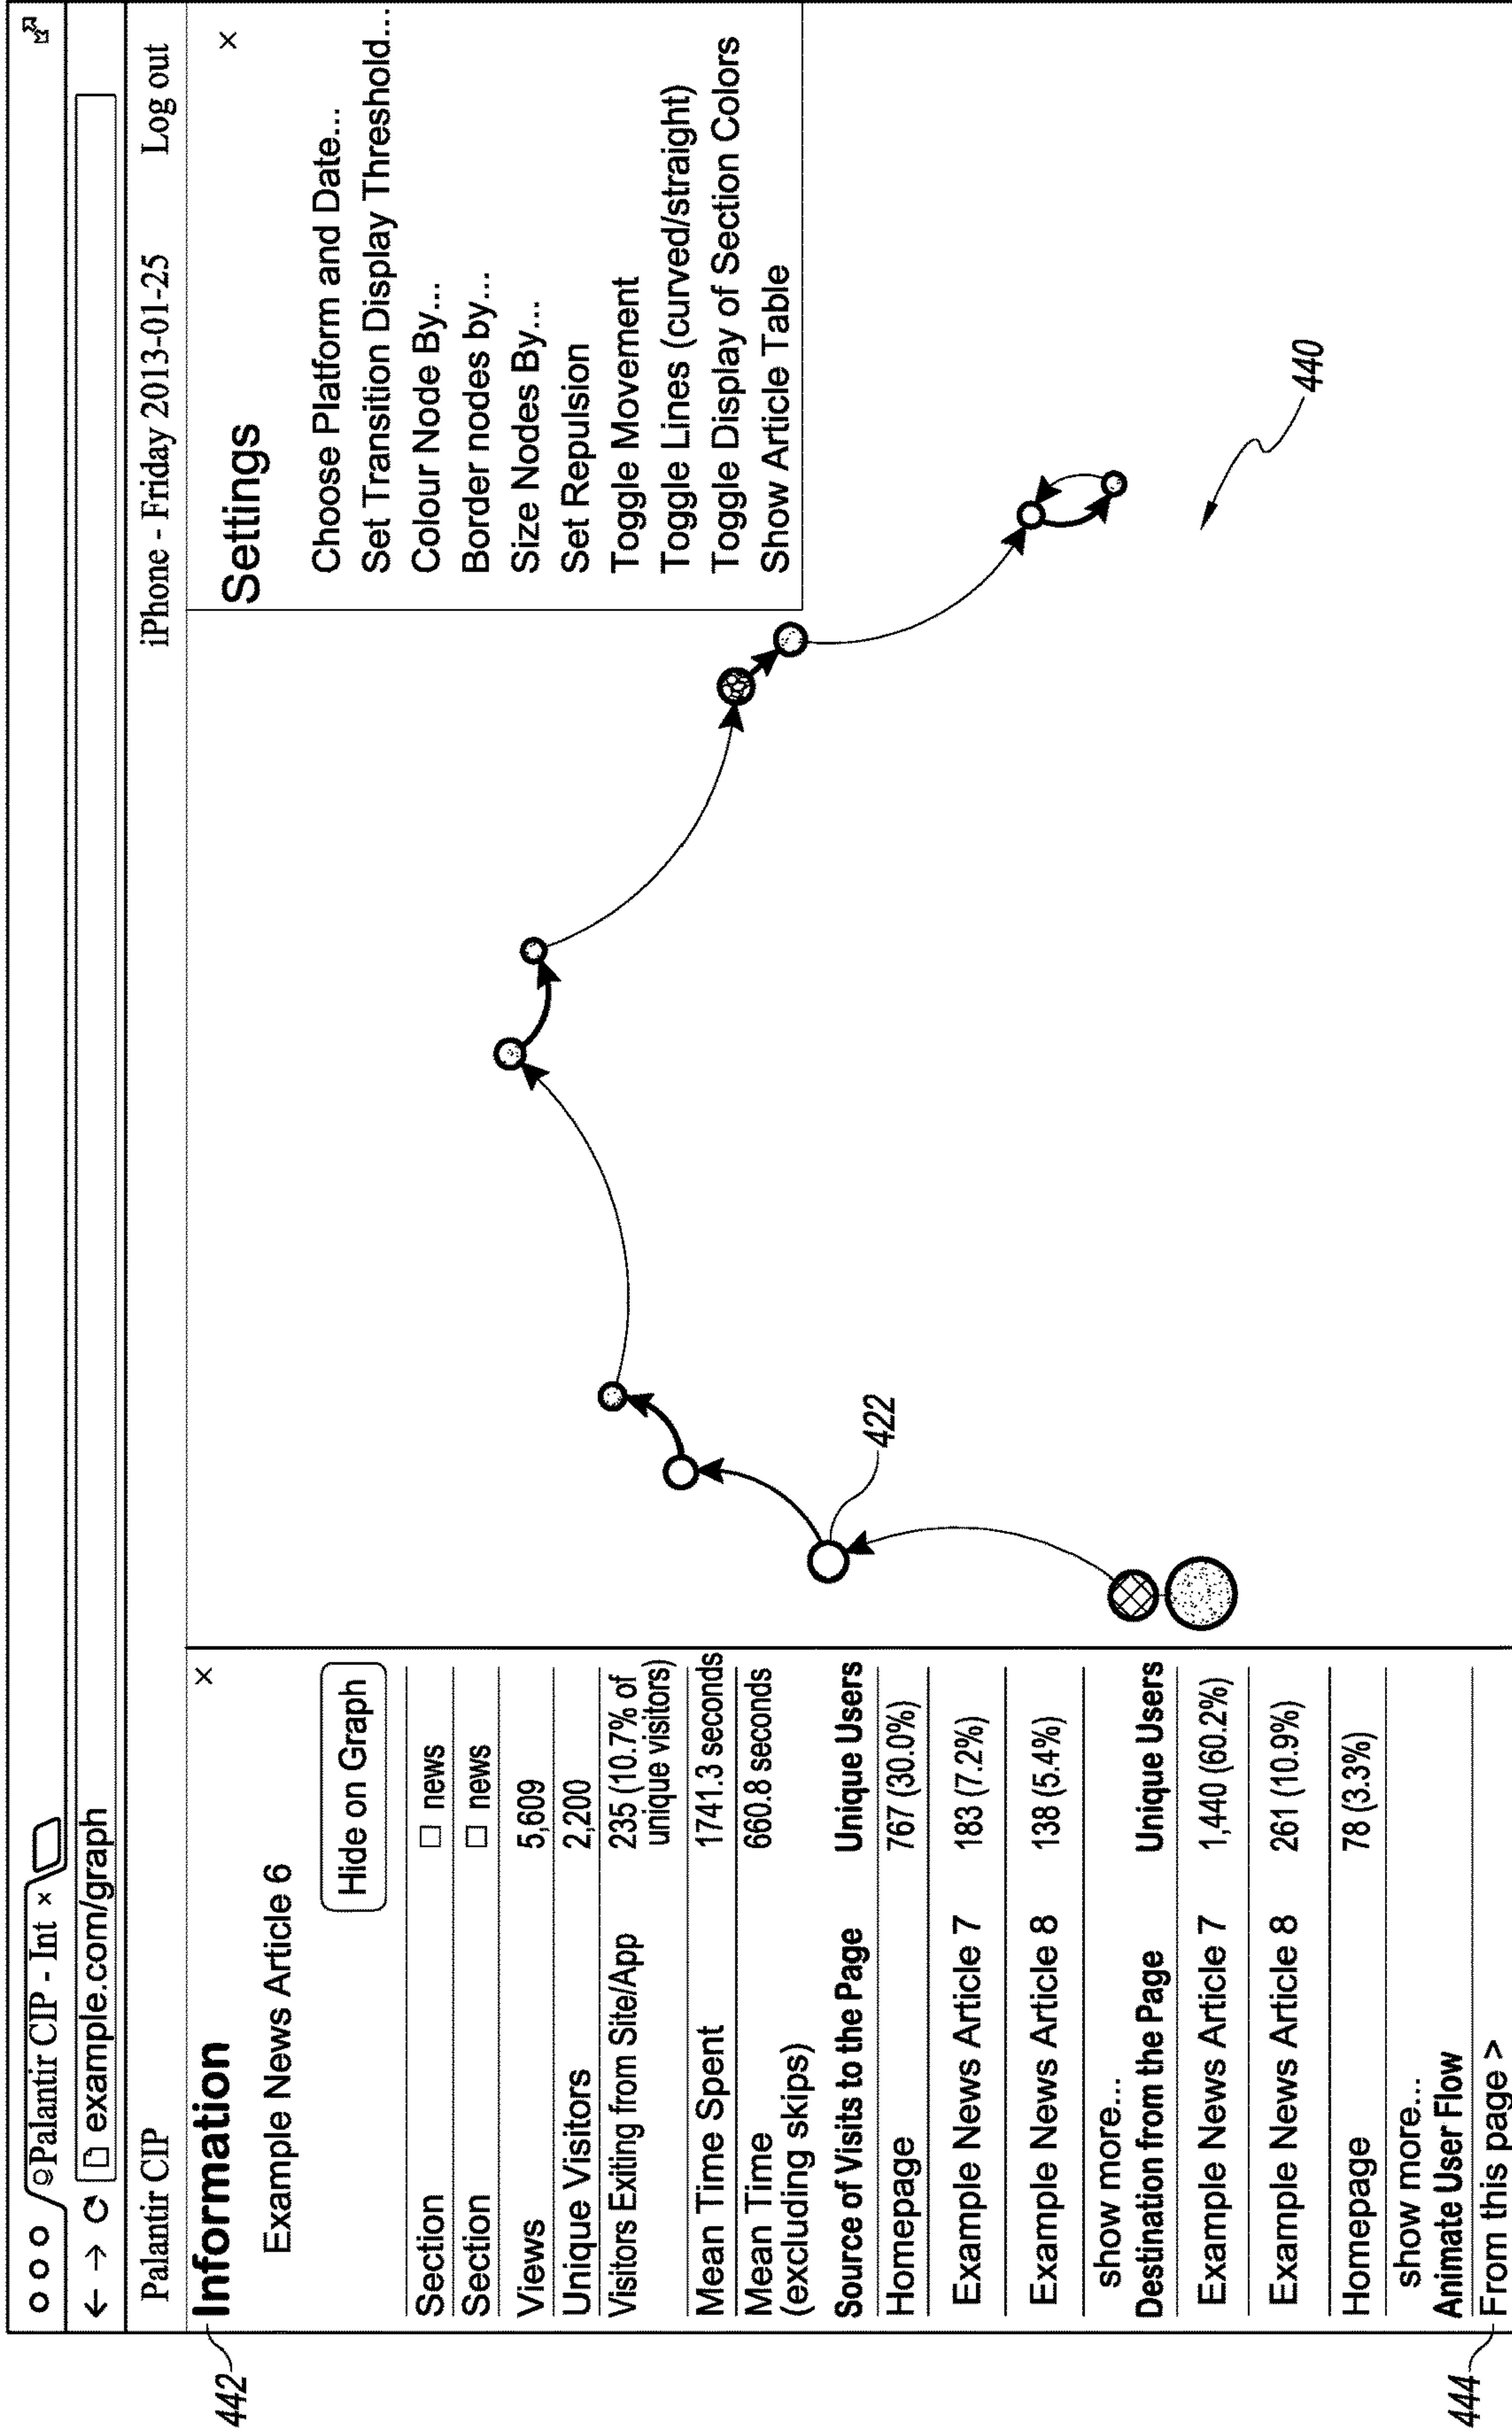 @Palantir CIP - Int ×
example.com/graph
Palantir CIP
iPhone - Friday 2013-01-25
Log out
442
Information
×
Example News Article 6
Hide on Graph
Section □ news
Section □ news
Views 5,609
Unique Visitors 2,200
Visitors Exiting from Site/App 235 (10.7% of
unique visitors)
Mean Time Spent 1741.3 seconds
Mean Time 660.8 seconds
(excluding skips)
Source of Visits to the Page Unique Users
Homepage 767 (30.0%)
Example News Article 7 183 (7.2%)
Example News Article 8 138 (5.4%)
show more...
Destination from the Page Unique Users
Example News Article 7 1,440 (60.2%)
Example News Article 8 261 (10.9%)
Homepage 78 (3.3%)
show more...
Animate User Flow
444
From this page >
422
Settings
×
Choose Platform and Date...
Set Transition Display Threshold...
Colour Node By...
Border nodes by...
Size Nodes By...
Set Repulsion
Toggle Movement
Toggle Lines (curved/straight)
Toggle Display of Section Colors
Show Article Table
440